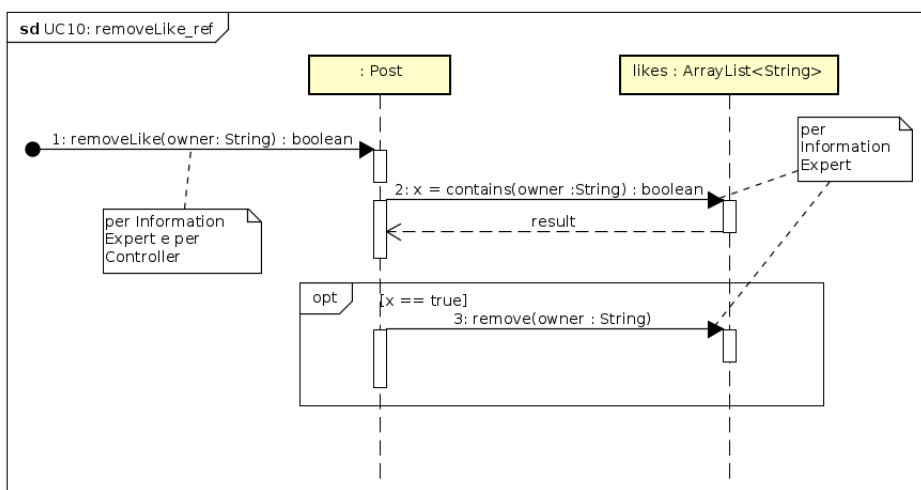 sd UC10: removeLike_ref
: Post
likes : ArrayList<String>
1: removeLike(owner: String) : boolean
per
Information
Expert
2: x = contains(owner :String) : boolean
per Information
Expert e per
Controller
result
opt
[x == true]
3: remove(owner : String)